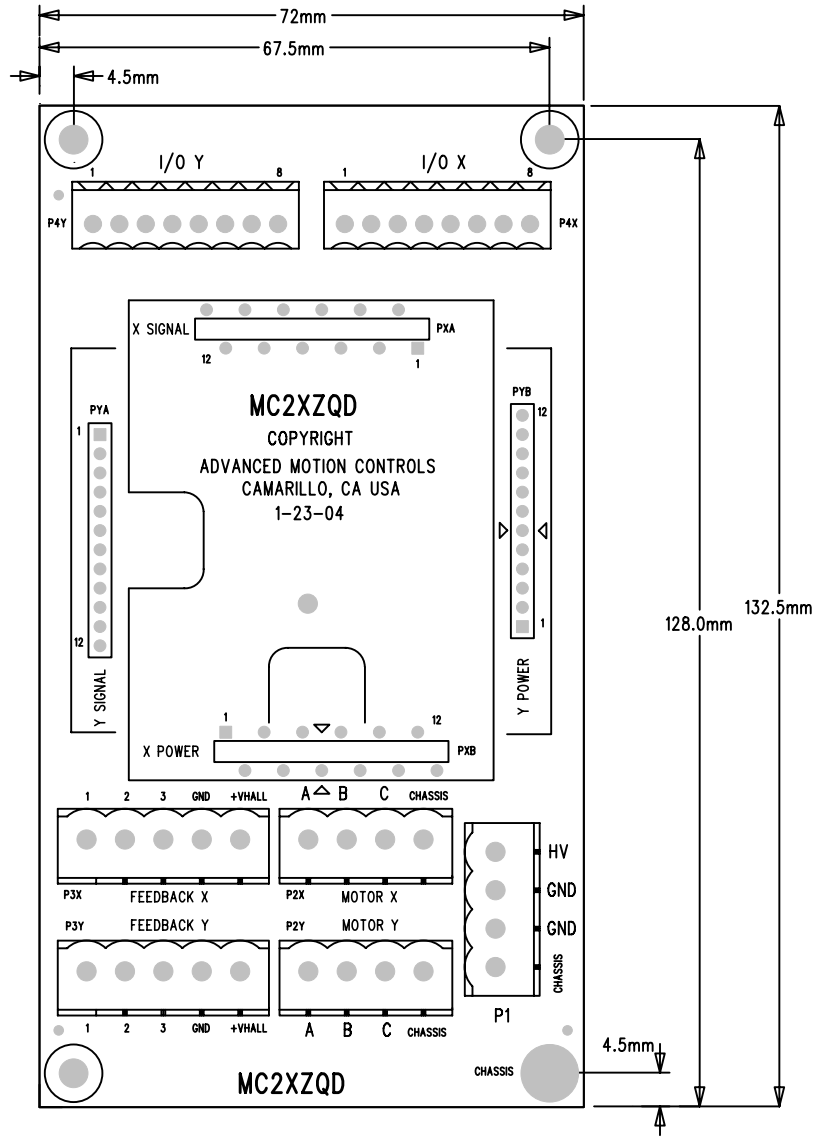 72mm
67.5mm
4.5mm
I/O Y
I/O X
1 8
1 8
P4Y
P4X
X SIGNAL
PXA
12 1
PYA
PYB
1
12
MC2XZQD
COPYRIGHT
ADVANCED MOTION CONTROLS
CAMARILLO, CA USA
1-23-04
132.5mm
128.0mm
1
12
Y SIGNAL
Y POWER
1 12
X POWER
PXB
1 2 3 GND +VHALL
A B C CHASSIS
HV
GND
GND
CHASSIS
P3X FEEDBACK X
P2X MOTOR X
P3Y FEEDBACK Y
P2Y MOTOR Y
P1
1 2 3 GND +VHALL
A B C CHASSIS
4.5mm
CHASSIS
MC2XZQD